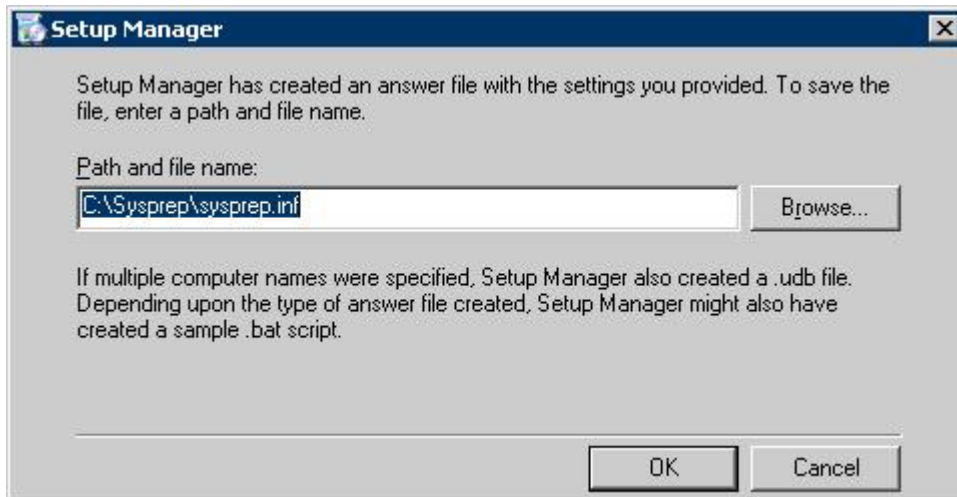 Setup Manager
Setup Manager has created an answer file with the settings you provided. To save the
file, enter a path and file name.
Path and file name:
C:\Sysprep\sysprep.inf
Browse...
If multiple computer names were specified, Setup Manager also created a .udb file.
Depending upon the type of answer file created, Setup Manager might also have
created a sample .bat script.
OK
Cancel